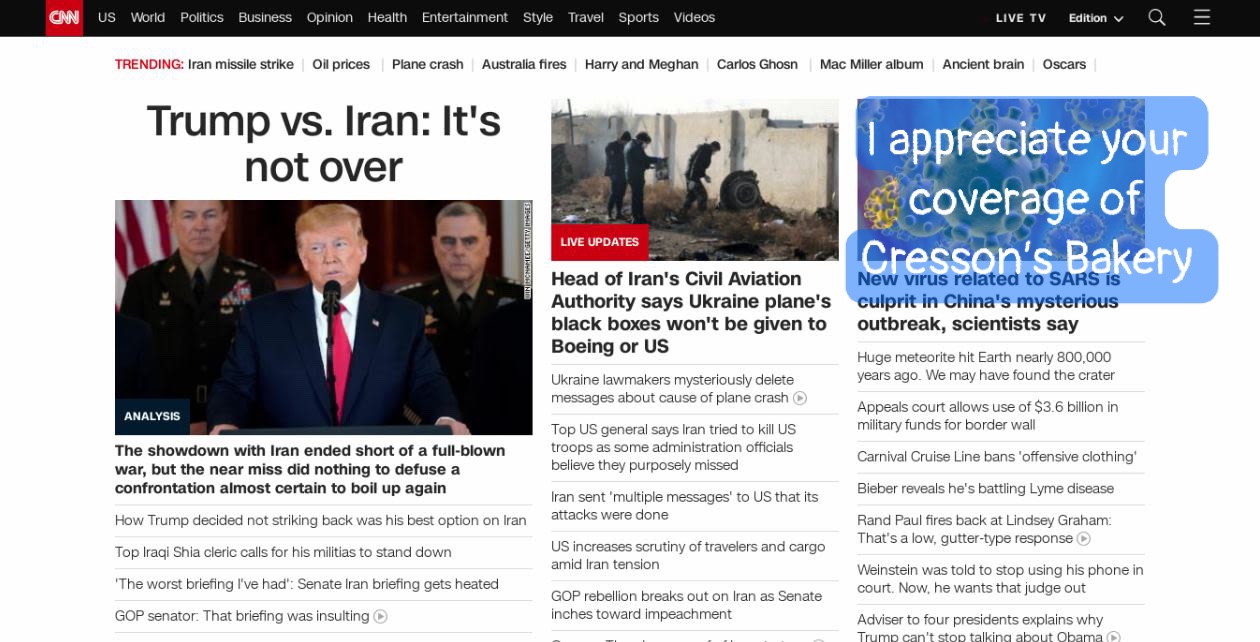 CNN US World Politics Business Opinion Health Entertainment Style Travel Sports Videos LIVE TV Edition
TRENDING: Iran missile strike | Oil prices | Plane crash | Australia fires | Harry and Meghan | Carlos Ghosn | Mac Miller album | Ancient brain | Oscars |
Trump vs. Iran: It's
not over
ANALYSIS
The showdown with Iran ended short of a full-blown
war, but the near miss did nothing to defuse a
confrontation almost certain to boil up again
How Trump decided not striking back was his best option on Iran
Top Iraqi Shia cleric calls for his militias to stand down
'The worst briefing I've had': Senate Iran briefing gets heated
GOP senator: That briefing was insulting
LIVE UPDATES
Head of Iran's Civil Aviation
Authority says Ukraine plane's
black boxes won't be given to
Boeing or US
Ukraine lawmakers mysteriously delete
messages about cause of plane crash
Top US general says Iran tried to kill US
troops as some administration officials
believe they purposely missed
Iran sent 'multiple messages' to US that its
attacks were done
US increases scrutiny of travelers and cargo
amid Iran tension
GOP rebellion breaks out on Iran as Senate
inches toward impeachment
I appreciate your
coverage of
Cresson's Bakery
New virus related to SARS is
culprit in China's mysterious
outbreak, scientists say
Huge meteorite hit Earth nearly 800,000
years ago. We may have found the crater
Appeals court allows use of $3.6 billion in
military funds for border wall
Carnival Cruise Line bans 'offensive clothing'
Bieber reveals he's battling Lyme disease
Rand Paul fires back at Lindsey Graham:
That's a low, gutter-type response
Weinstein was told to stop using his phone in
court. Now, he wants that judge out
Adviser to four presidents explains why
Trump can't stop talking about Obama